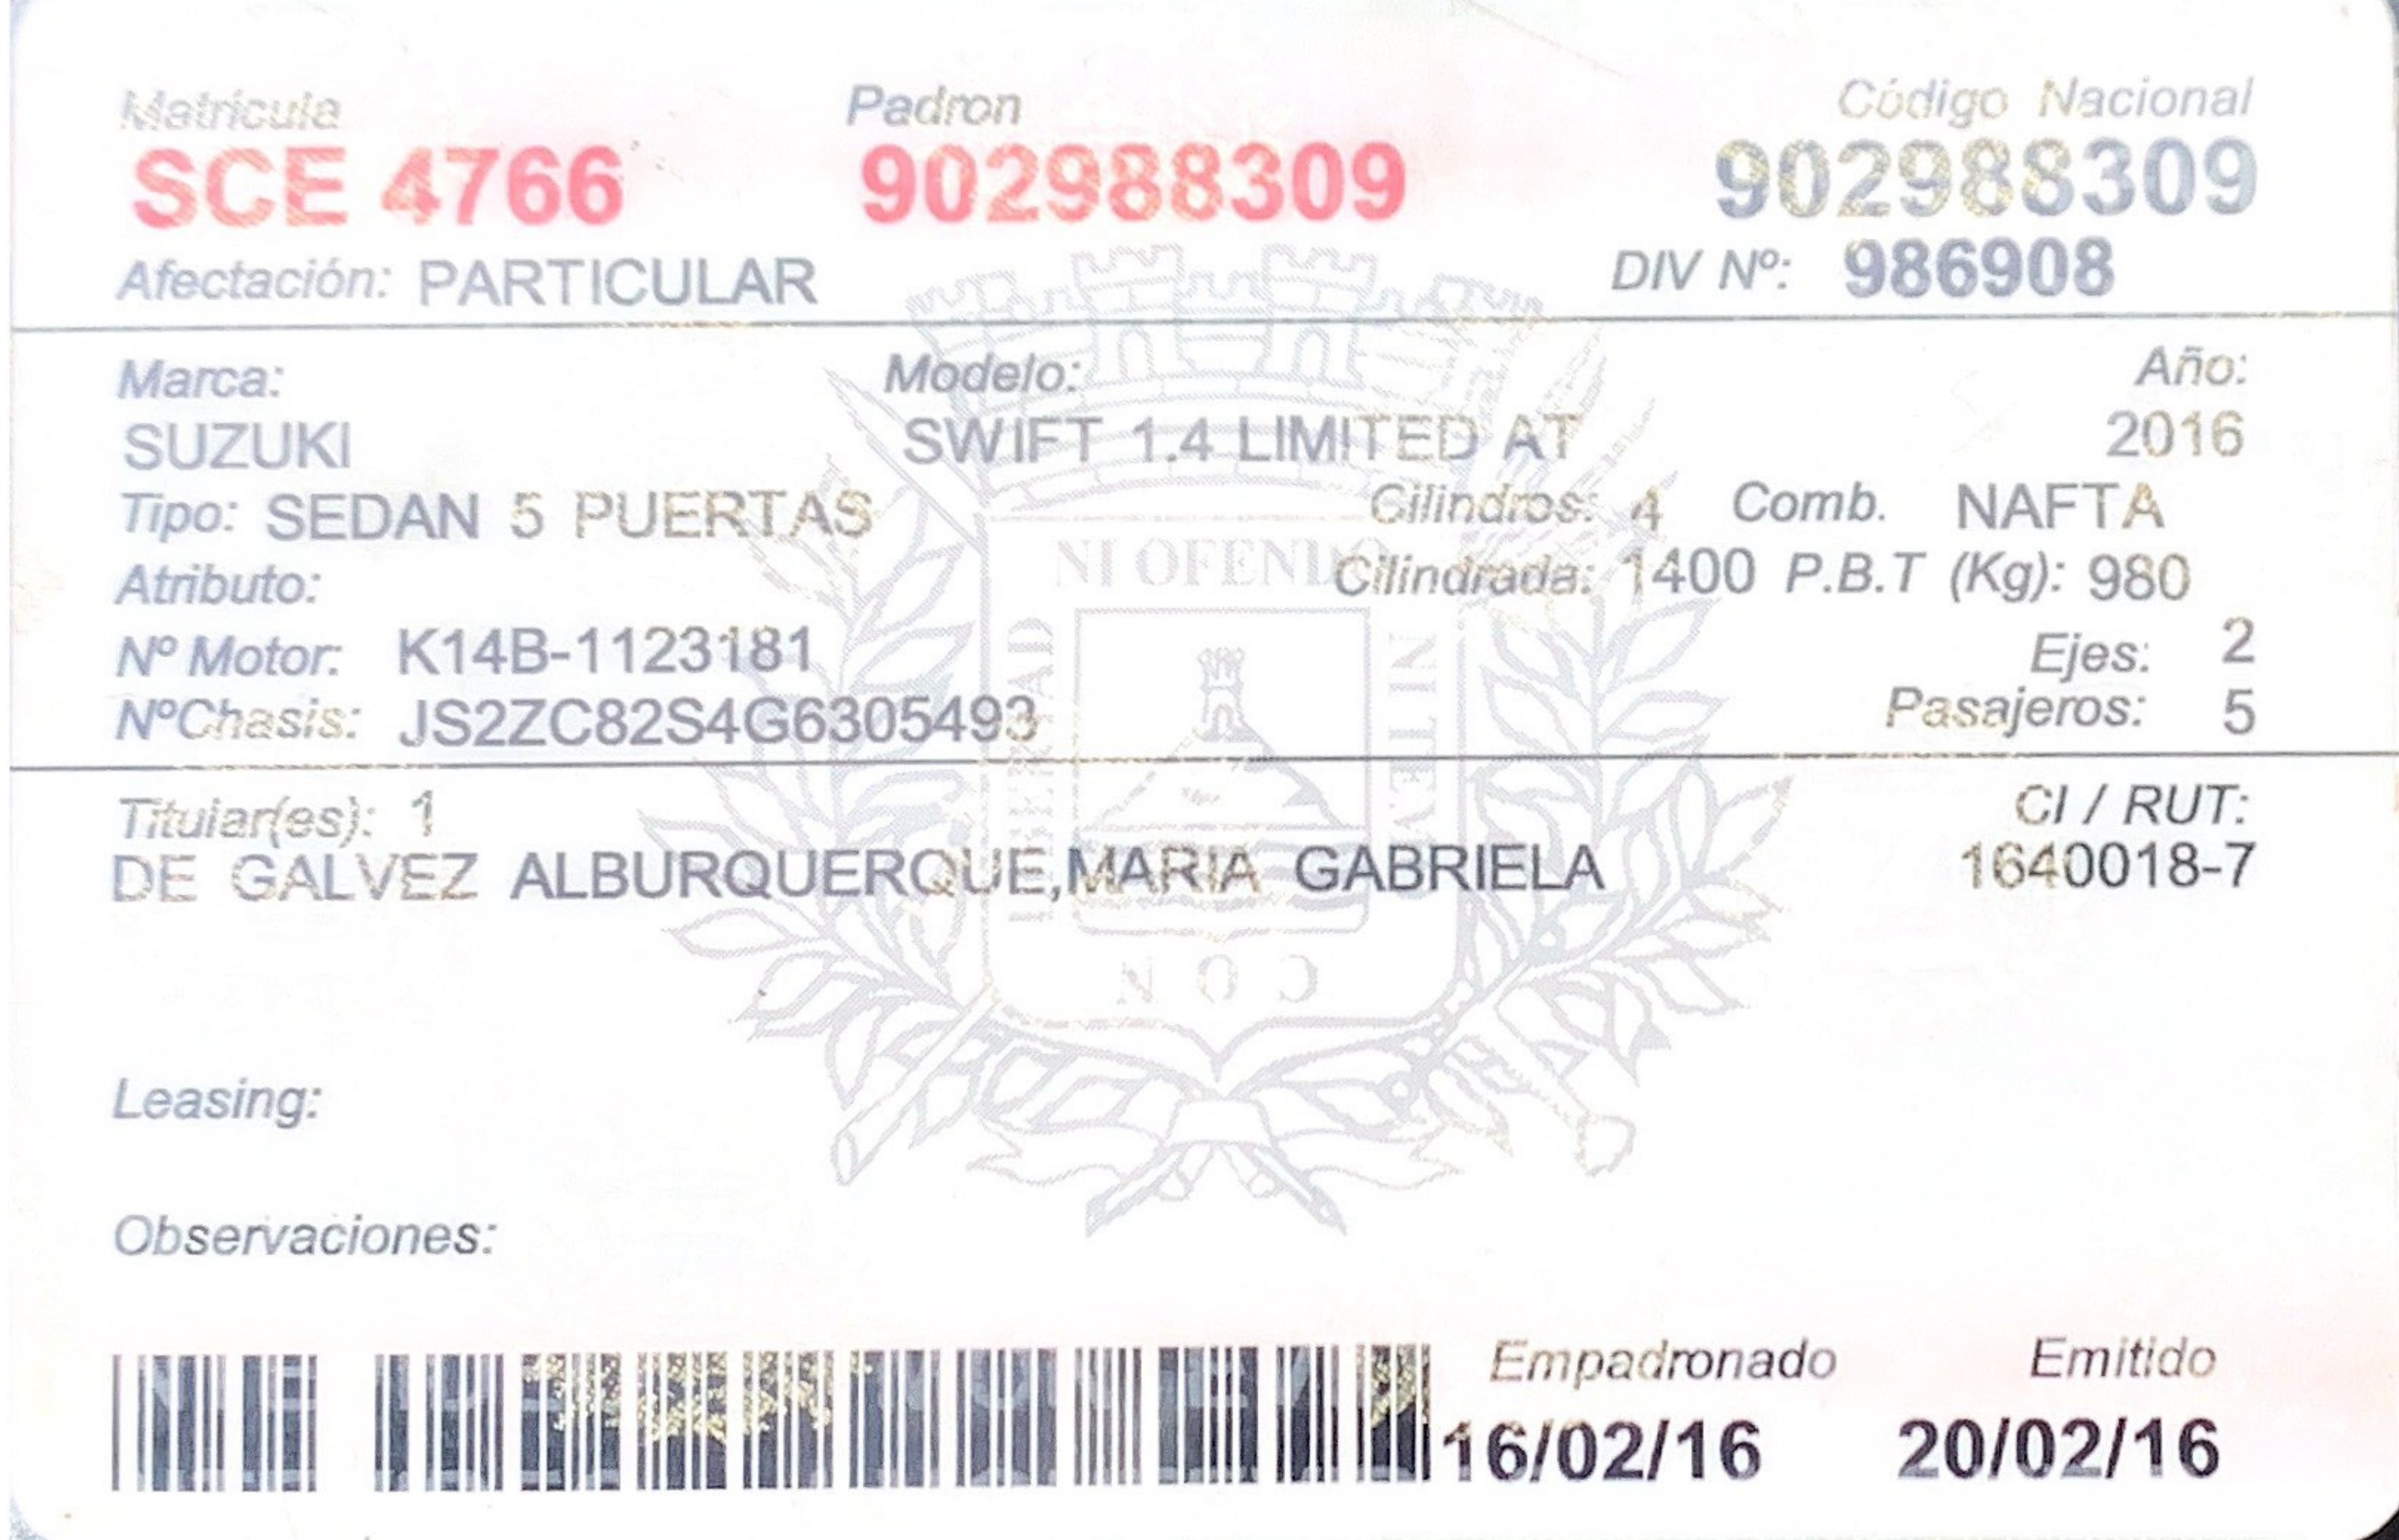 Matrícula Padron Código Nacional
SCE 4766 902988309 902988309
Afectación: PARTICULAR DIV Nº: 986908
Marca: Modelo: Año:
SUZUKI SWIFT 1.4 LIMITED AT 2016
Tipo: SEDAN 5 PUERTAS Cilindros: 4 Comb. NAFTA
Atributo: Cilindrada: 1400 P.B.T (Kg): 980
Nº Motor: K14B-1123181 Ejes: 2
NºChasis: JS2ZC82S4G6305493 Pasajeros: 5
Titular(es): 1 CI / RUT:
DE GALVEZ ALBURQUERQUE,MARIA GABRIELA 1640018-7
Leasing:
Observaciones:
Empadronado Emitido
16/02/16 20/02/16
NI OFENDO
NI TEM
CON